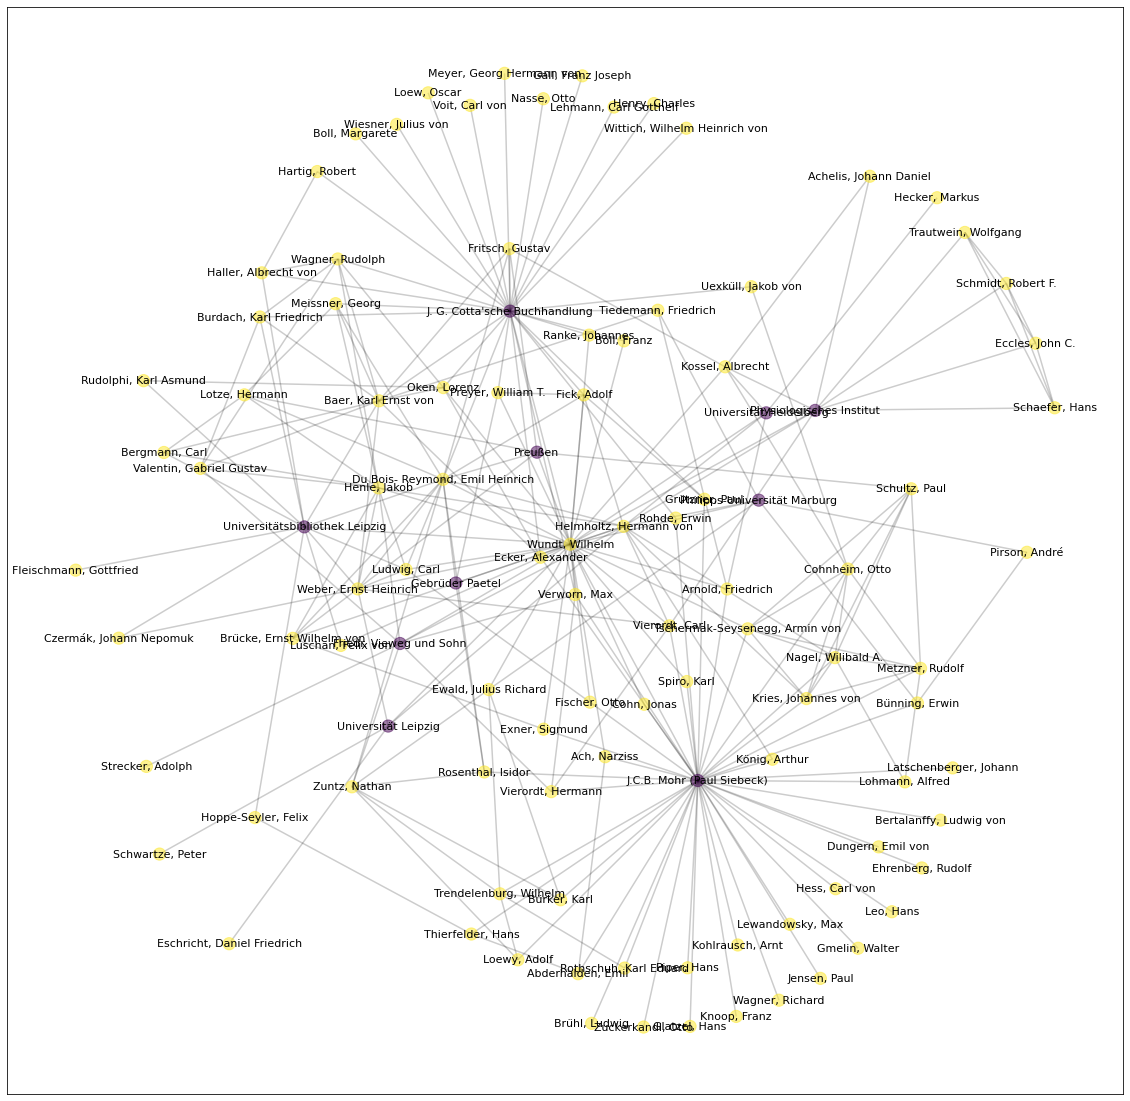 Meyer, Georg Hermann von
Gall, Franz Joseph
Loew, Oscar
Nasse, Otto
Voit, Carl von
Lehmann, Carl Gotthelf
Henry, Charles
Wiesner, Julius von
Boll, Margarete
Wittich, Wilhelm Heinrich von
Hartig, Robert
Achelis, Johann Daniel
Hecker, Markus
Trautwein, Wolfgang
Fritsch, Gustav
Wagner, Rudolph
Haller, Albrecht von
Schmidt, Robert F.
Uexküll, Jakob von
Meissner, Georg
Burdach, Karl Friedrich
J. G. Cotta'sche Buchhandlung
Tiedemann, Friedrich
Ranke, Johannes
Boll, Franz
Eccles, John C.
Kossel, Albrecht
Rudolphi, Karl Asmund
Lotze, Hermann
Oken, Lorenz
Baer, Karl Ernst von
Preyer, William T.
Fick, Adolf
Universität Heidelberg
Physiologisches Institut
Schaefer, Hans
Bergmann, Carl
Valentin, Gabriel Gustav
Preußen
Du Bois- Reymond, Emil Heinrich
Henle, Jakob
Schultz, Paul
Grützner, Paul
Philipps-Universität Marburg
Rohde, Erwin
Universitätsbibliothek Leipzig
Helmholtz, Hermann von
Wundt, Wilhelm
Ecker, Alexander
Pirson, André
Fleischmann, Gottfried
Ludwig, Carl
Gebrüder Paetel
Cohnheim, Otto
Weber, Ernst Heinrich
Verworn, Max
Arnold, Friedrich
Czermák, Johann Nepomuk
Brücke, Ernst Wilhelm von
Luschan, Felix von
Friedr. Vieweg und Sohn
Vierordt, Carl
Tschermak-Seysenegg, Armin von
Nagel, Wilibald A.
Metzner, Rudolf
Spiro, Karl
Ewald, Julius Richard
Fischer, Otto
Cohn, Jonas
Kries, Johannes von
Bünning, Erwin
Universität Leipzig
Exner, Sigmund
Ach, Narziss
König, Arthur
Strecker, Adolph
Rosenthal, Isidor
J.C.B. Mohr (Paul Siebeck)
Latschenberger, Johann
Lohmann, Alfred
Zuntz, Nathan
Vierordt, Hermann
Hoppe-Seyler, Felix
Bertalanffy, Ludwig von
Schwartze, Peter
Dungern, Emil von
Ehrenberg, Rudolf
Trendelenburg, Wilhelm
Bürker, Karl
Hess, Carl von
Leo, Hans
Thierfelder, Hans
Lewandowsky, Max
Eschricht, Daniel Friedrich
Kohlrausch, Arnt
Gmelin, Walter
Loewy, Adolf
Abderhalden, Emil
Rothschuh, Karl Eduard
Piper, Hans
Jensen, Paul
Wagner, Richard
Knoop, Franz
Brühl, Ludwig
Zuckerkandl, Otto
Glatzel, Hans